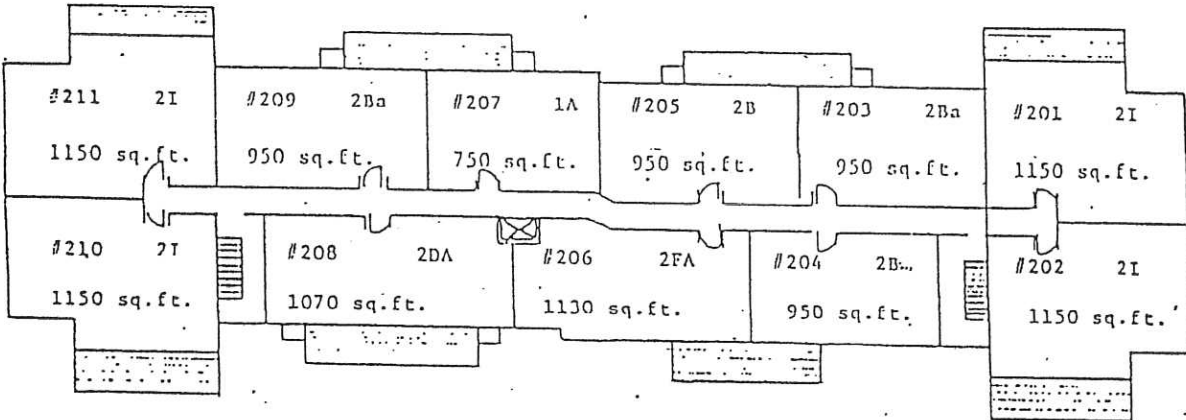 #211 2I
1150 sq.ft.
#209 2Ba
950 sq.ft.
#207 1A
750 sq.ft.
#205 2B
950 sq.ft.
#203 2Ba
950 sq.ft.
#201 2I
1150 sq.ft.
#210 2I
1150 sq.ft.
#208 2DA
1070 sq.ft.
#206 2FA
1130 sq.ft.
#204
950 sq.ft.
#202 2I
1150 sq.ft.